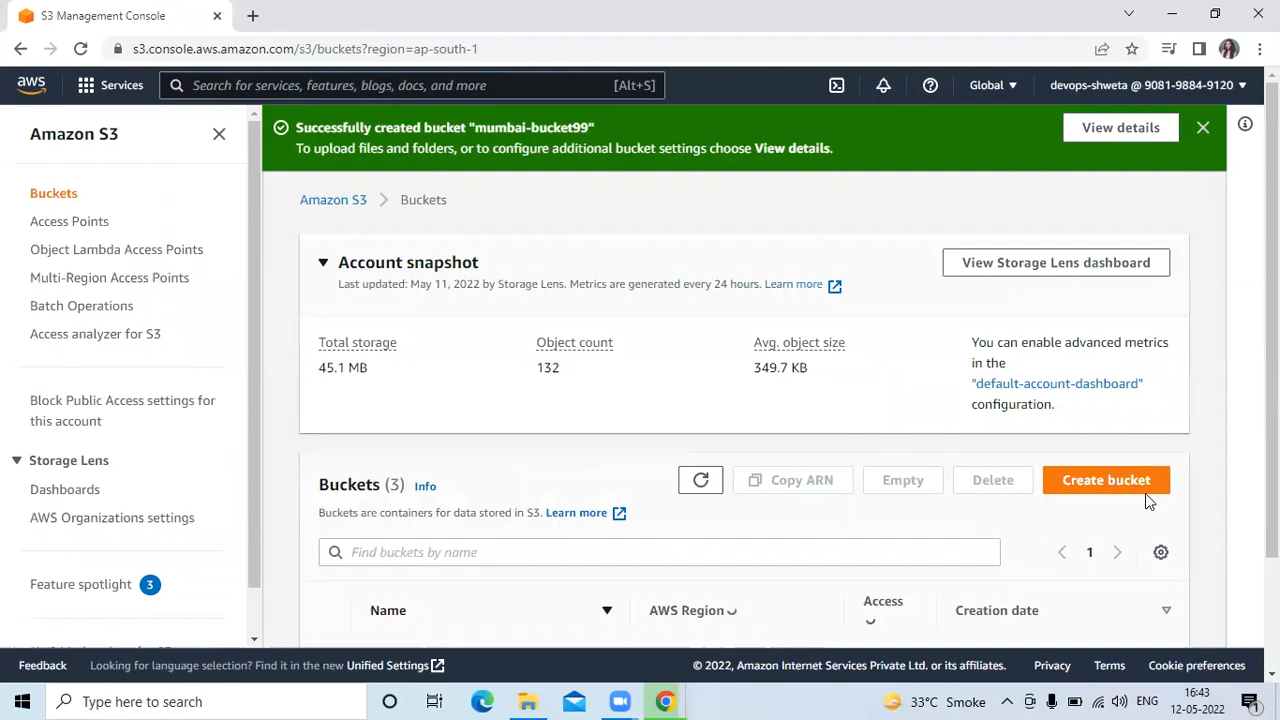 S3 Management Console
s3.console.aws.amazon.com/s3/buckets?region=ap-south-1
aws
Services
Search for services, features, blogs, docs, and more
[Alt+S]
Global
devops-shweta @ 9081-9884-9120
Amazon S3
Buckets
Access Points
Object Lambda Access Points
Multi-Region Access Points
Batch Operations
Access analyzer for S3
Block Public Access settings for
this account
Storage Lens
Dashboards
AWS Organizations settings
Feature spotlight 3
Successfully created bucket "mumbai-bucket99"
To upload files and folders, or to configure additional bucket settings choose View details.
View details
Amazon S3
Buckets
Account snapshot
Last updated: May 11, 2022 by Storage Lens. Metrics are generated every 24 hours. Learn more
View Storage Lens dashboard
Total storage
45.1 MB
Object count
132
Avg. object size
349.7 KB
You can enable advanced metrics
in the
"default-account-dashboard"
configuration.
Buckets (3) Info
Copy ARN
Empty
Delete
Create bucket
Buckets are containers for data stored in S3. Learn more
Find buckets by name
1
Name
AWS Region
Access
Creation date
Feedback
Looking for language selection? Find it in the new Unified Settings
© 2022, Amazon Internet Services Private Ltd. or its affiliates.
Privacy
Terms
Cookie preferences
Type here to search
33°C Smoke
ENG
16:43
12-05-2022
1